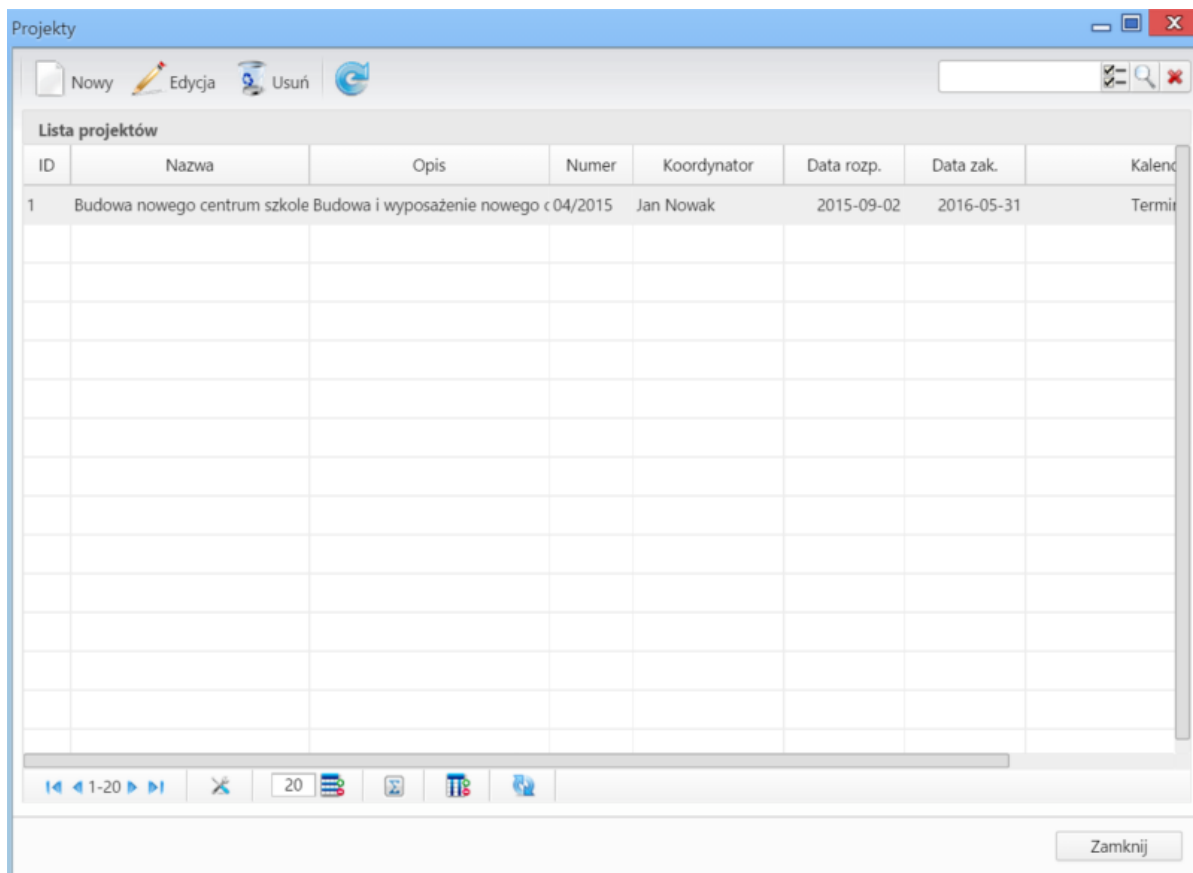 Projekty
Nowy Edycja Usuń
Lista projektów
ID Nazwa Opis Numer Koordynator Data rozp. Data zak. Kalend
1 Budowa nowego centrum szkole Budowa i wyposażenie nowego c 04/2015 Jan Nowak 2015-09-02 2016-05-31 Termin
1-20 20
Zamknij